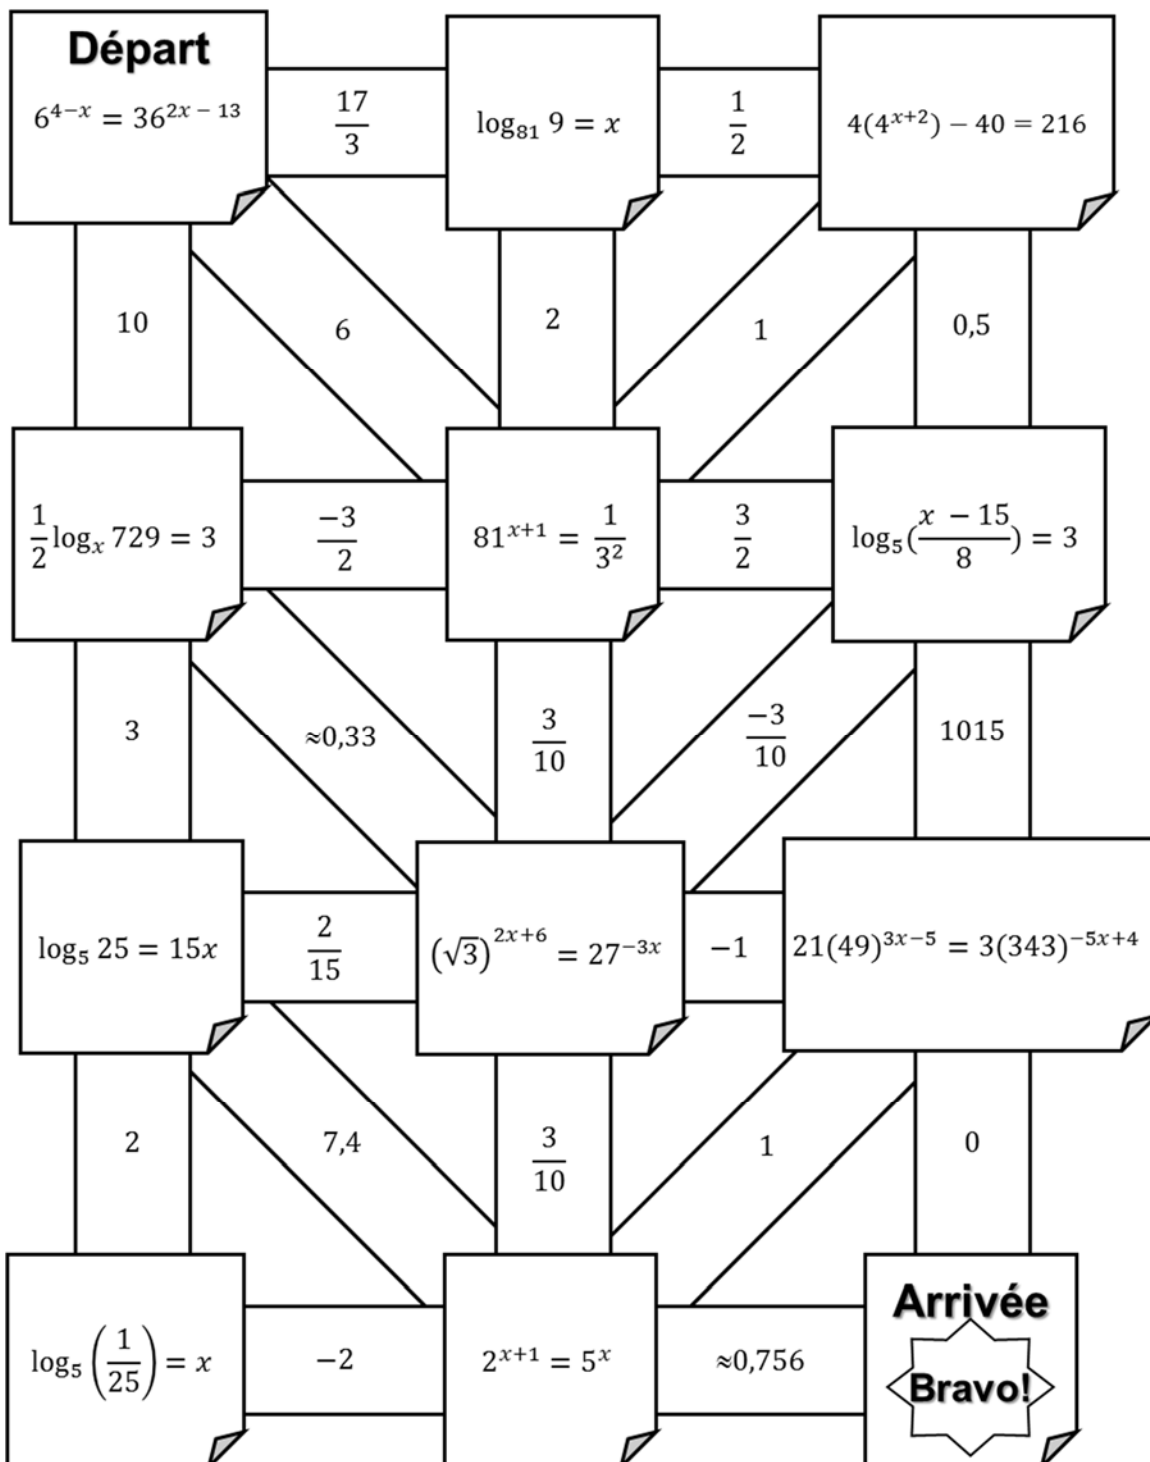 Départ
6^{4−x} = 36^{2x − 13}
17/3
log₈₁ 9 = x
1/2
4(4^{x+2}) − 40 = 216
10
6
2
1
0,5
1/2 logₓ 729 = 3
−3/2
81^{x+1} = 1/3²
3/2
log₅(x − 15/8) = 3
3
≈0,33
3/10
−3/10
1015
log₅ 25 = 15x
2/15
(√3)^{2x+6} = 27^{−3x}
−1
21(49)^{3x−5} = 3(343)^{−5x+4}
2
7,4
3/10
1
0
log₅ (1/25) = x
−2
2^{x+1} = 5^x
≈0,756
Arrivée
Bravo!